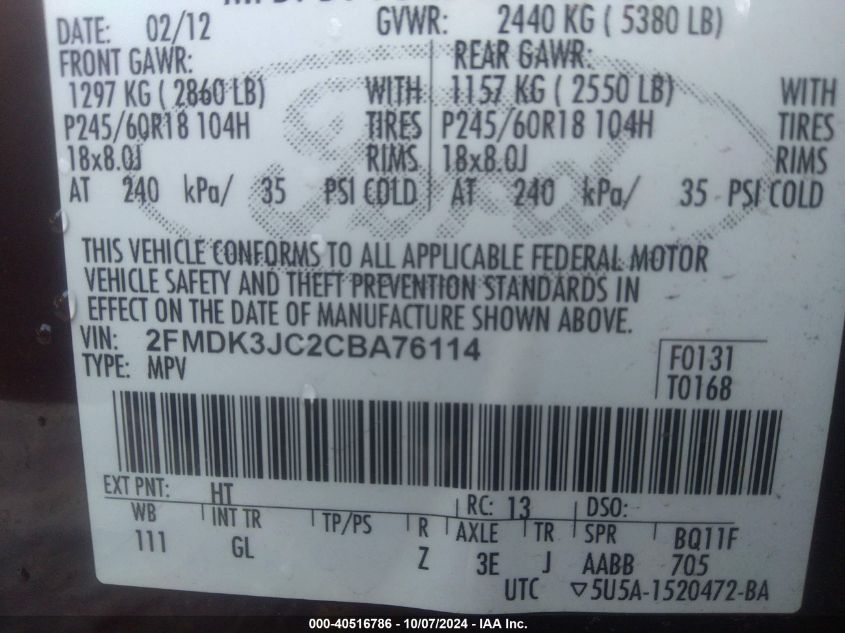 DATE: 02/12 GVWR: 2440 KG ( 5380 LB)
FRONT GAWR: REAR GAWR:
1297 KG ( 2860 LB) WITH 1157 KG ( 2550 LB) WITH
P245/60R18 104H TIRES P245/60R18 104H TIRES
18x8.0J RIMS 18x8.0J RIMS
AT 240 kPa/ 35 PSI COLD AT 240 kPa/ 35 PSI COLD
Ford
THIS VEHICLE CONFORMS TO ALL APPLICABLE FEDERAL MOTOR
VEHICLE SAFETY AND THEFT PREVENTION STANDARDS IN
EFFECT ON THE DATE OF MANUFACTURE SHOWN ABOVE.
VIN: 2FMDK3JC2CBA76114
TYPE: MPV
F0131
T0168
EXT PNT: HT RC: 13 DSO:
WB INT TR TP/PS R AXLE TR SPR BQ11F
111 GL Z 3E J AABB 705
UTC ▽5U5A-1520472-BA
000-40516786 - 10/07/2024 - IAA Inc.